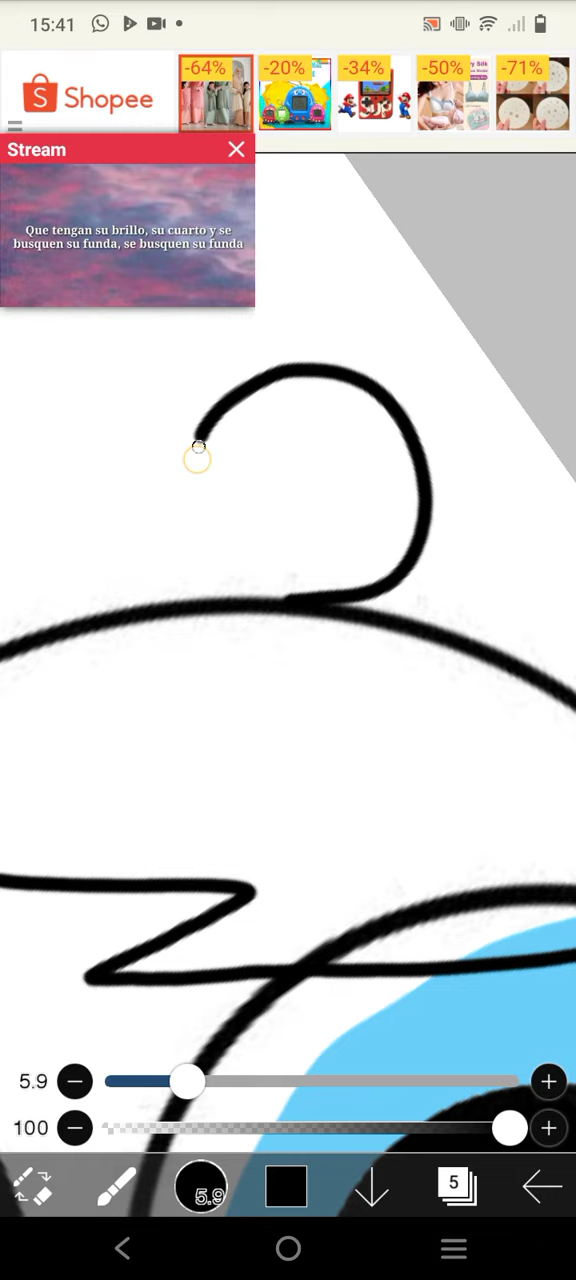 15:41
-64%
-20%
-34%
-50%
-71%
Shopee
Stream
Que tengan su brillo, su cuarto y se
busquen su funda, se busquen su funda
5.9
100
5.9
5